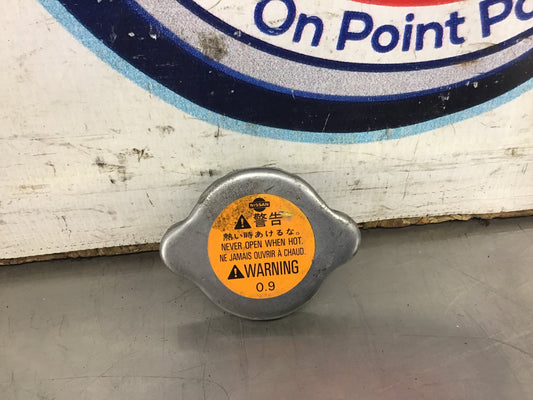 On Point Pa
NISSAN
警告
熱い時あけるな。
NEVER OPEN WHEN HOT.
NE JAMAIS OUVRIR À CHAUD.
WARNING
0.9